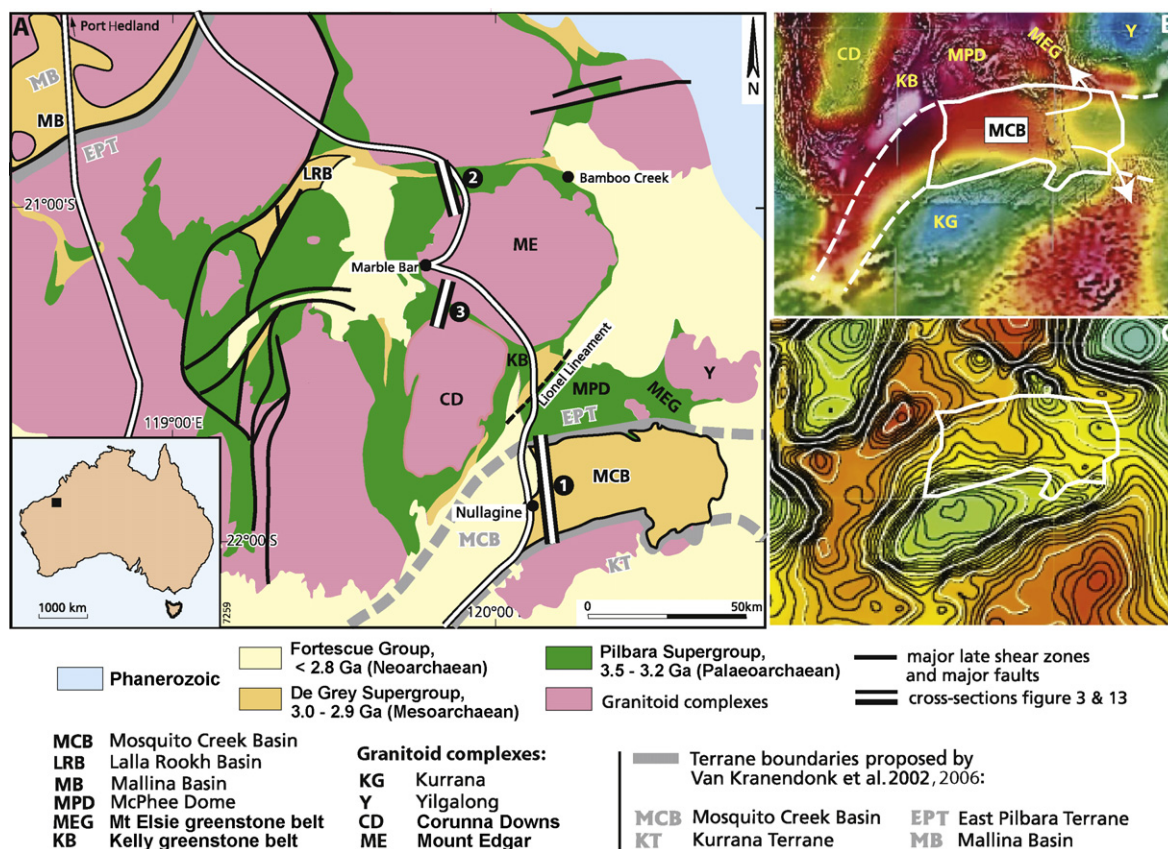 A
Port Hedland
MB
MB
EPT
LRB
2
Bamboo Creek
21°00'S
ME
Marble Bar
3
KB
Lionel Lineament
MPD
MEG
Y
CD
EPT
119°00'E
1
MCB
Nullagine
MCB
22°00'S
KT
1000 km
7259
120°00
0 50km
N
CD
KB
MPD
MEG
Y
MCB
KG
Phanerozoic
Fortescue Group,
< 2.8 Ga (Neoarchaean)
De Grey Supergroup,
3.0 - 2.9 Ga (Mesoarchaean)
Pilbara Supergroup,
3.5 - 3.2 Ga (Palaeoarchaean)
Granitoid complexes
major late shear zones
and major faults
cross-sections figure 3 & 13
MCB Mosquito Creek Basin
LRB Lalla Rookh Basin
MB Mallina Basin
MPD McPhee Dome
MEG Mt Elsie greenstone belt
KB Kelly greenstone belt
Granitoid complexes:
KG Kurrana
Y Yilgalong
CD Corunna Downs
ME Mount Edgar
Terrane boundaries proposed by
Van Kranendonk et al. 2002, 2006:
MCB Mosquito Creek Basin
KT Kurrana Terrane
EPT East Pilbara Terrane
MB Mallina Basin